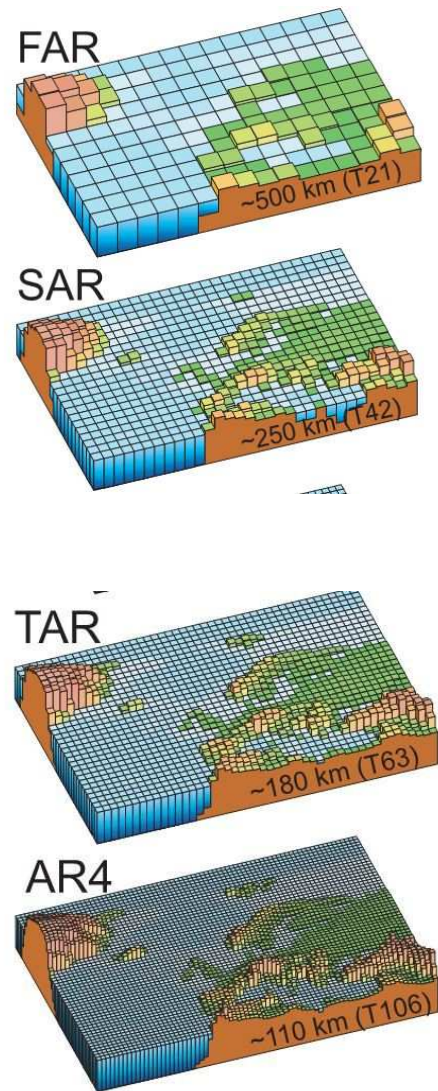 FAR
~500 km (T21)
SAR
~250 km (T42)
TAR
~180 km (T63)
AR4
~110 km (T106)